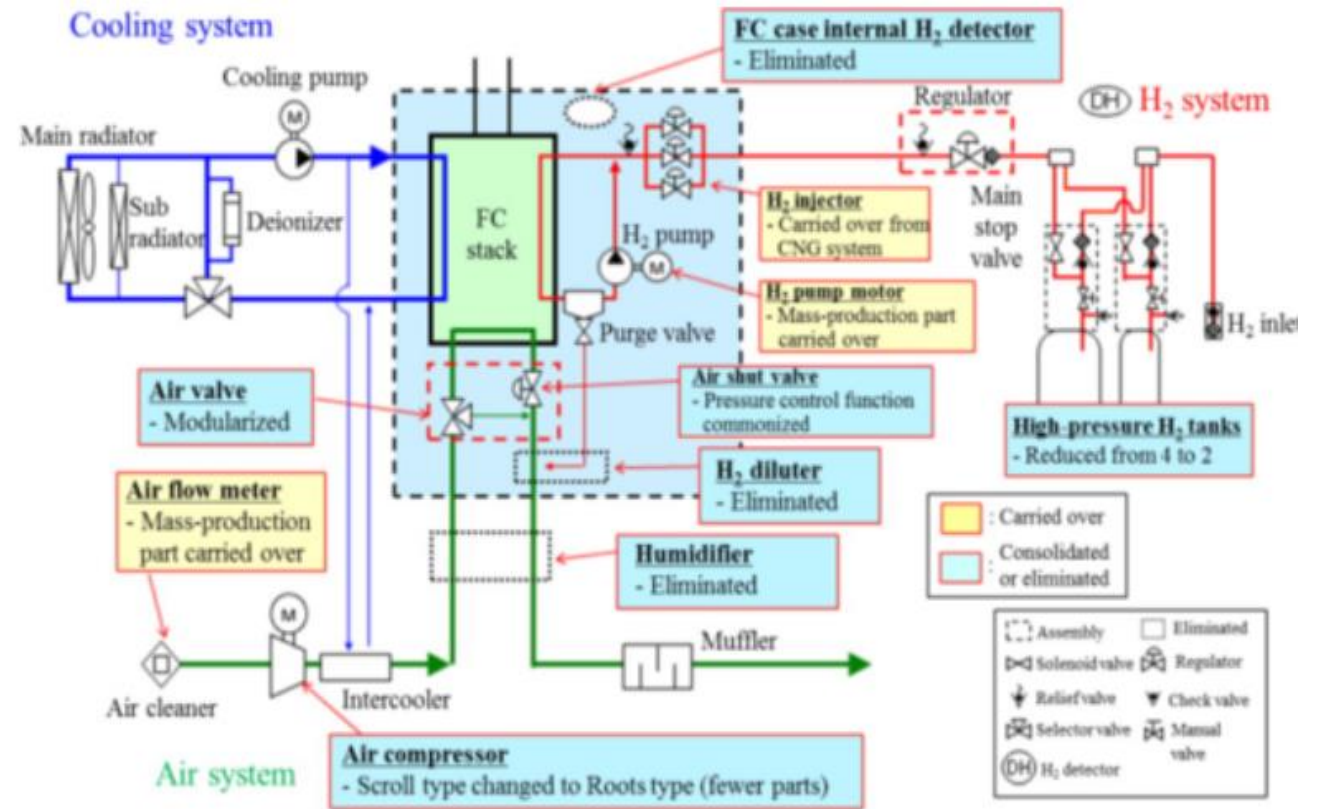 Cooling system
FC case internal H₂ detector
- Eliminated
Cooling pump
M
Regulator
DH H₂ system
Main radiator
Sub
radiator
Deionizer
FC
stack
H₂ pump
M
H₂ injector
- Carried over from
CNG system
Main
stop
valve
H₂ pump motor
- Mass-production part
carried over
Purge valve
H₂ inlet
Air valve
- Modularized
Air shut valve
- Pressure control function
commonized
High-pressure H₂ tanks
- Reduced from 4 to 2
H₂ diluter
- Eliminated
Air flow meter
- Mass-production
part carried over
: Carried over
: Consolidated
or eliminated
Humidifier
- Eliminated
M
Muffler
Air cleaner
Intercooler
Assembly
Eliminated
Solenoid valve
Regulator
Relief valve
Check valve
Selector valve
Manual
valve
DH H₂ detector
Air system
Air compressor
- Scroll type changed to Roots type (fewer parts)